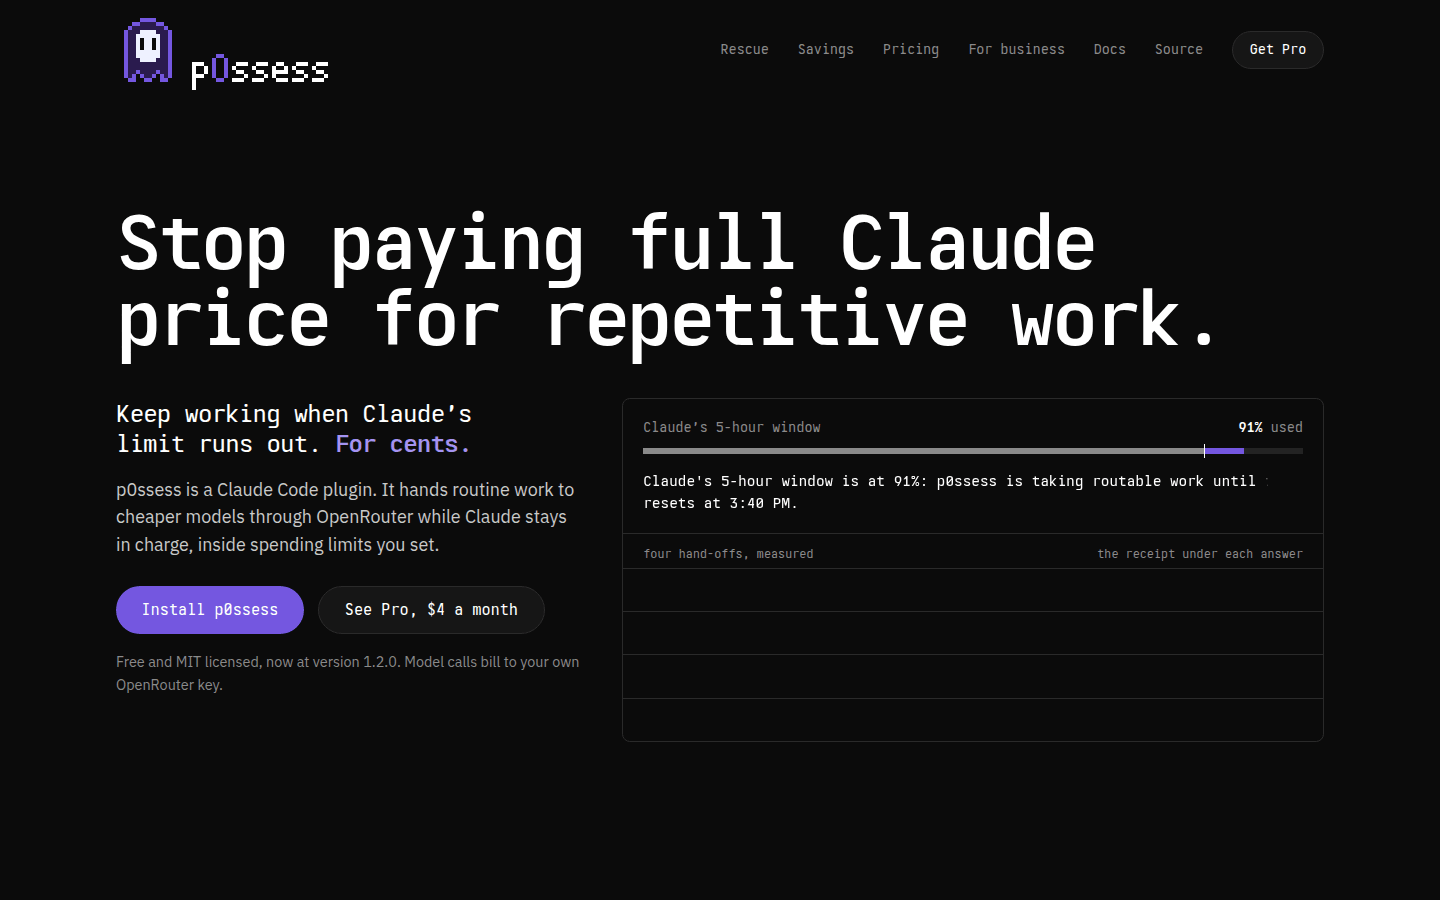 p0ssess
Rescue Savings Pricing For business Docs Source Get Pro
Stop paying full Claude
price for repetitive work.
Keep working when Claude’s
limit runs out. For cents.
p0ssess is a Claude Code plugin. It hands routine work to
cheaper models through OpenRouter while Claude stays
in charge, inside spending limits you set.
Install p0ssess See Pro, $4 a month
Free and MIT licensed, now at version 1.2.0. Model calls bill to your own
OpenRouter key.
Claude’s 5-hour window 91% used
Claude's 5-hour window is at 91%: p0ssess is taking routable work until
resets at 3:40 PM.
four hand-offs, measured the receipt under each answer